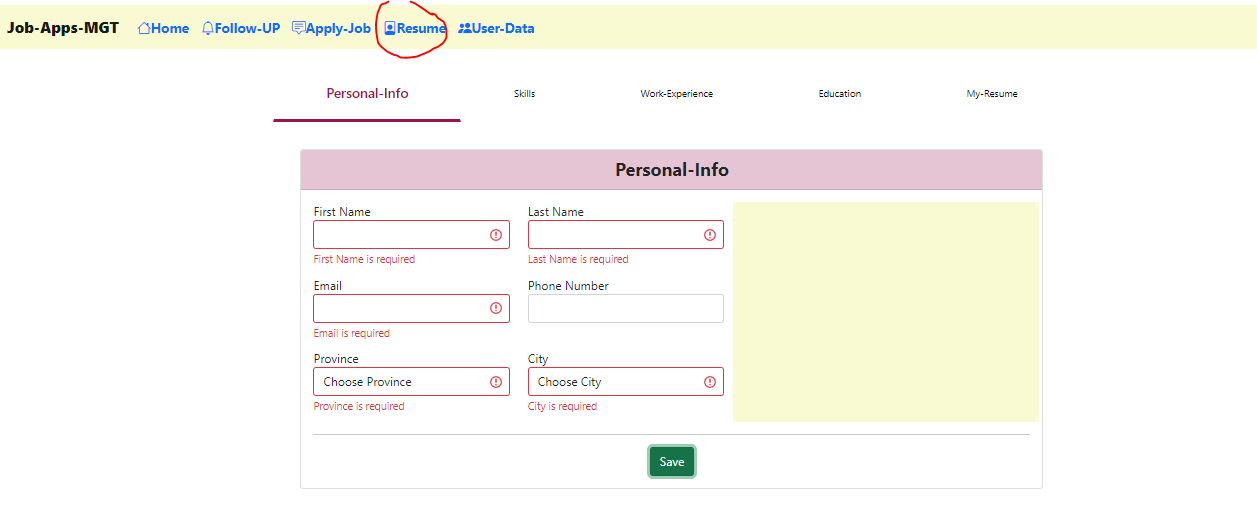 Job-Apps-MGT Home Follow-UP Apply-Job Resume User-Data
Personal-Info Skills Work-Experience Education My-Resume
Personal-Info
First Name Last Name
First Name is required Last Name is required
Email Phone Number
Email is required
Province City
Choose Province Choose City
Province is required City is required
Save